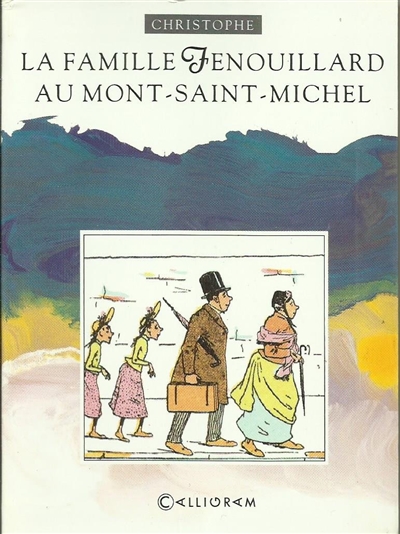 CHRISTOPHE
LA FAMILLE FENOUILLARD
AU MONT-SAINT-MICHEL
CALLIGRAM